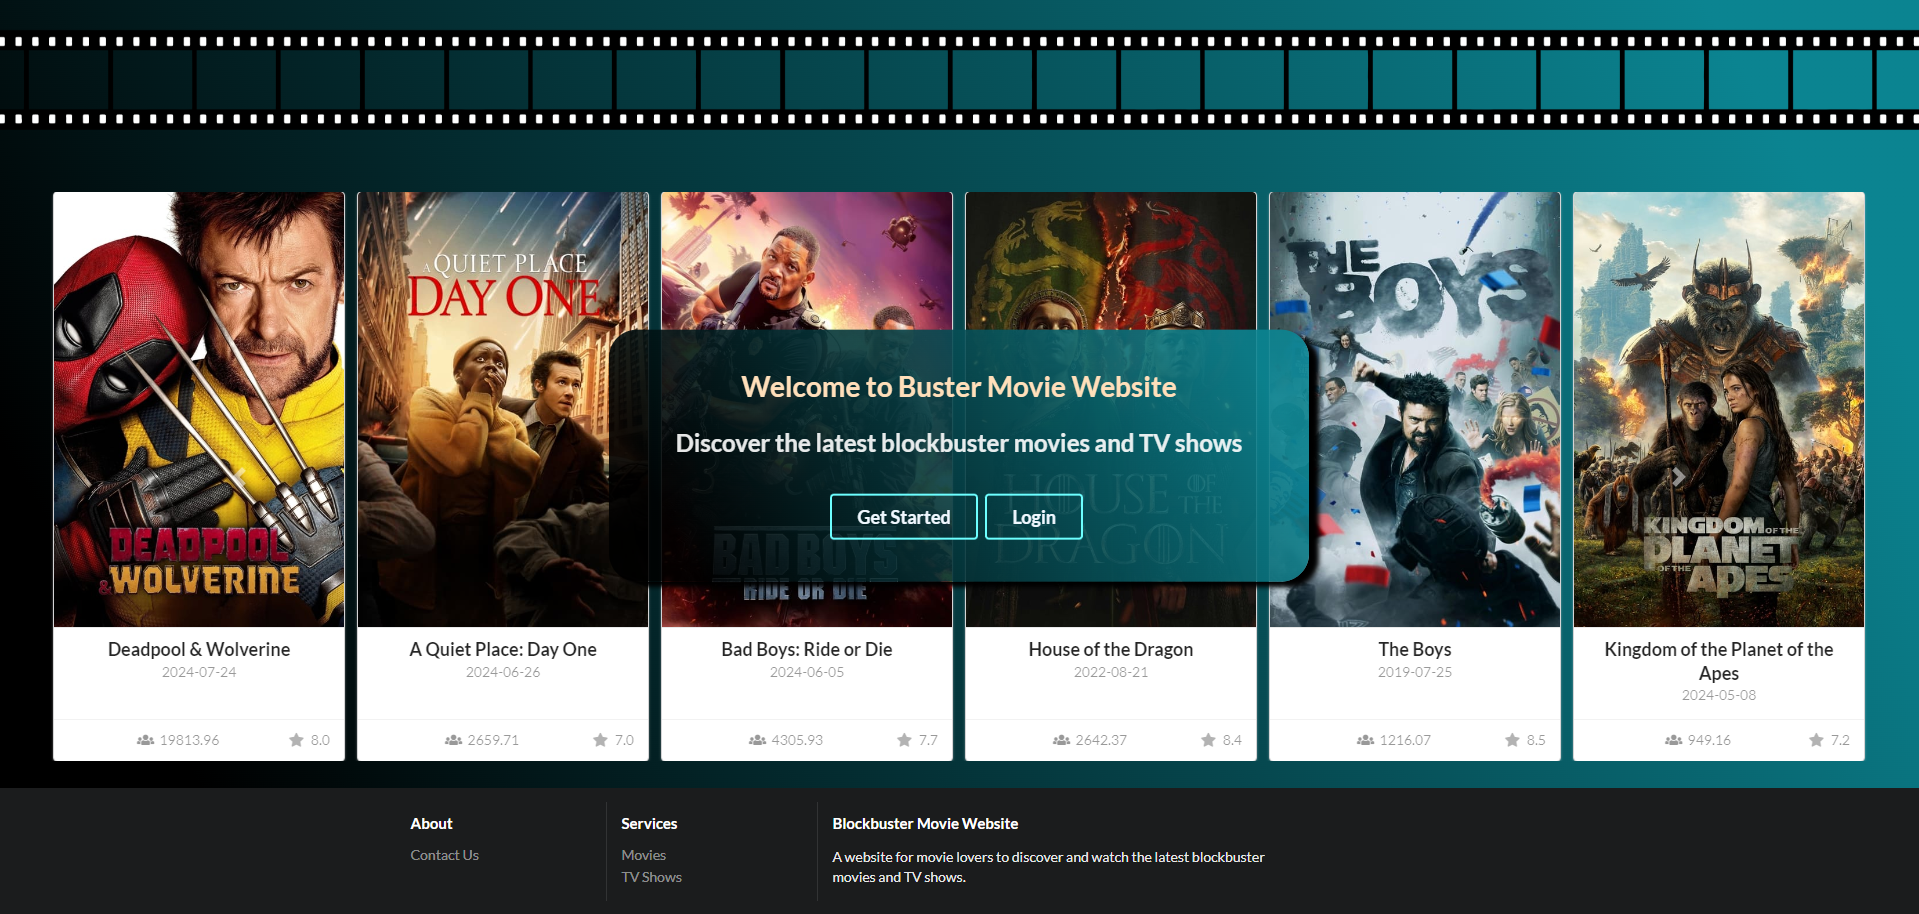 A QUIET PLACE
DAY ONE
THE
BOYS
Welcome to Buster Movie Website
Discover the latest blockbuster movies and TV shows
Get Started
Login
DEADPOOL
& WOLVERINE
BAD BOYS
RIDE OR DIE
HOUSE OF THE
DRAGON
KINGDOM OF THE
PLANET
OF THE APES
Deadpool & Wolverine
2024-07-24
19813.96 8.0
A Quiet Place: Day One
2024-06-26
2659.71 7.0
Bad Boys: Ride or Die
2024-06-05
4305.93 7.7
House of the Dragon
2022-08-21
2642.37 8.4
The Boys
2019-07-25
1216.07 8.5
Kingdom of the Planet of the
Apes
2024-05-08
949.16 7.2
About
Contact Us
Services
Movies
TV Shows
Blockbuster Movie Website
A website for movie lovers to discover and watch the latest blockbuster
movies and TV shows.